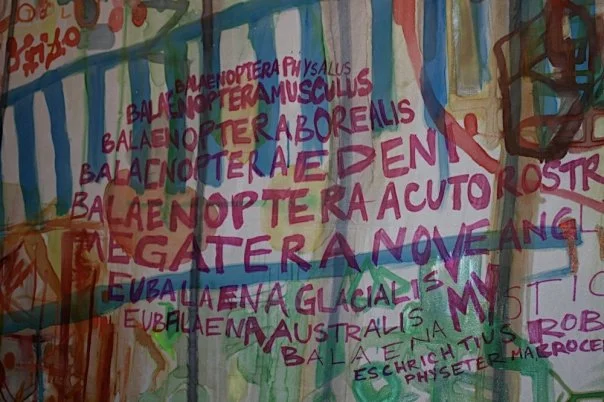 BALAENOPTERA PHYSALUS
BALAENOPTERA MUSCULUS
BALAENOPTERA BOREALIS
BALAENOPTERA EDENI
BALAENOPTERA ACUTOROSTR
MEGATERA NOVEANGL
EUBALAENA GLACIALIS
EUBALAENA AUSTRALIS
BALAENA MYSTIC
ESCHRICHTIUS ROB
PHYSETER MACROCE